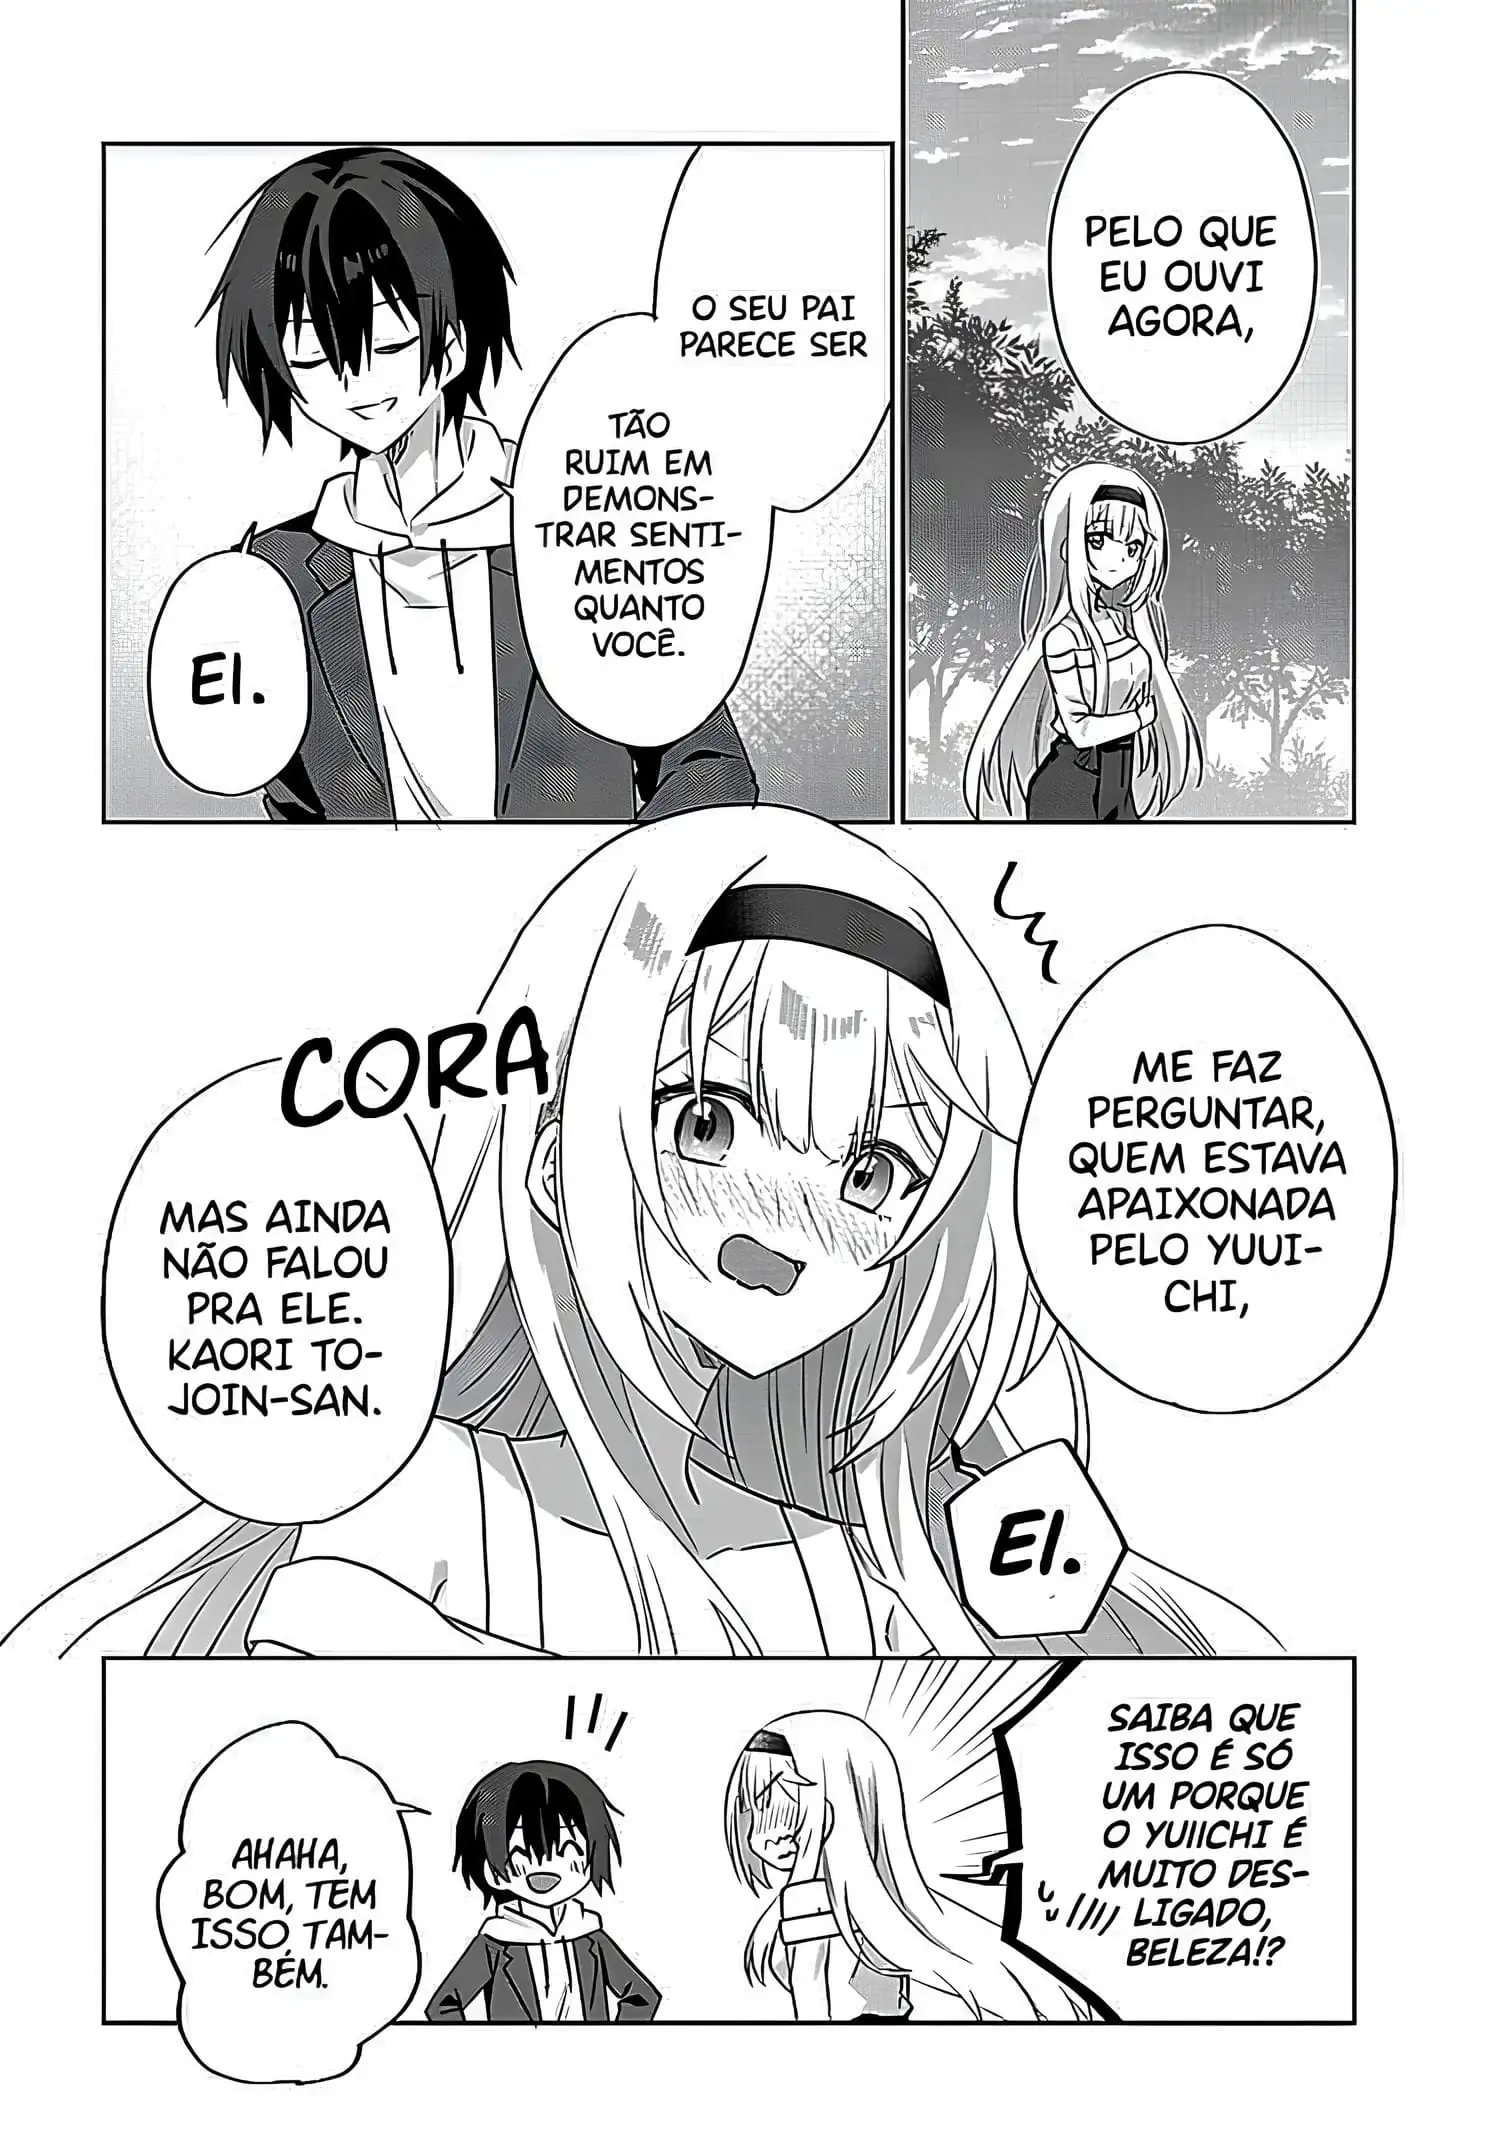 PELO QUE
EU OUVI
AGORA,
O SEU PAI
PARECE SER
TÃO
RUIM EM
DEMONS-
TRAR SENTI-
MENTOS
QUANTO
VOCÊ.
EI.
ME FAZ
PERGUNTAR,
QUEM ESTAVA
APAIXONADA
PELO YUUI-
CHI,
CORA
MAS AINDA
NÃO FALOU
PRA ELE.
KAORI TO-
JOIN-SAN.
EI.
SAIBA QUE
ISSO É SÓ
UM PORQUE
O YUIICHI É
MUITO DES-
LIGADO,
BELEZA!?
AHAHA,
BOM, TEM
ISSO, TAM-
BÉM.